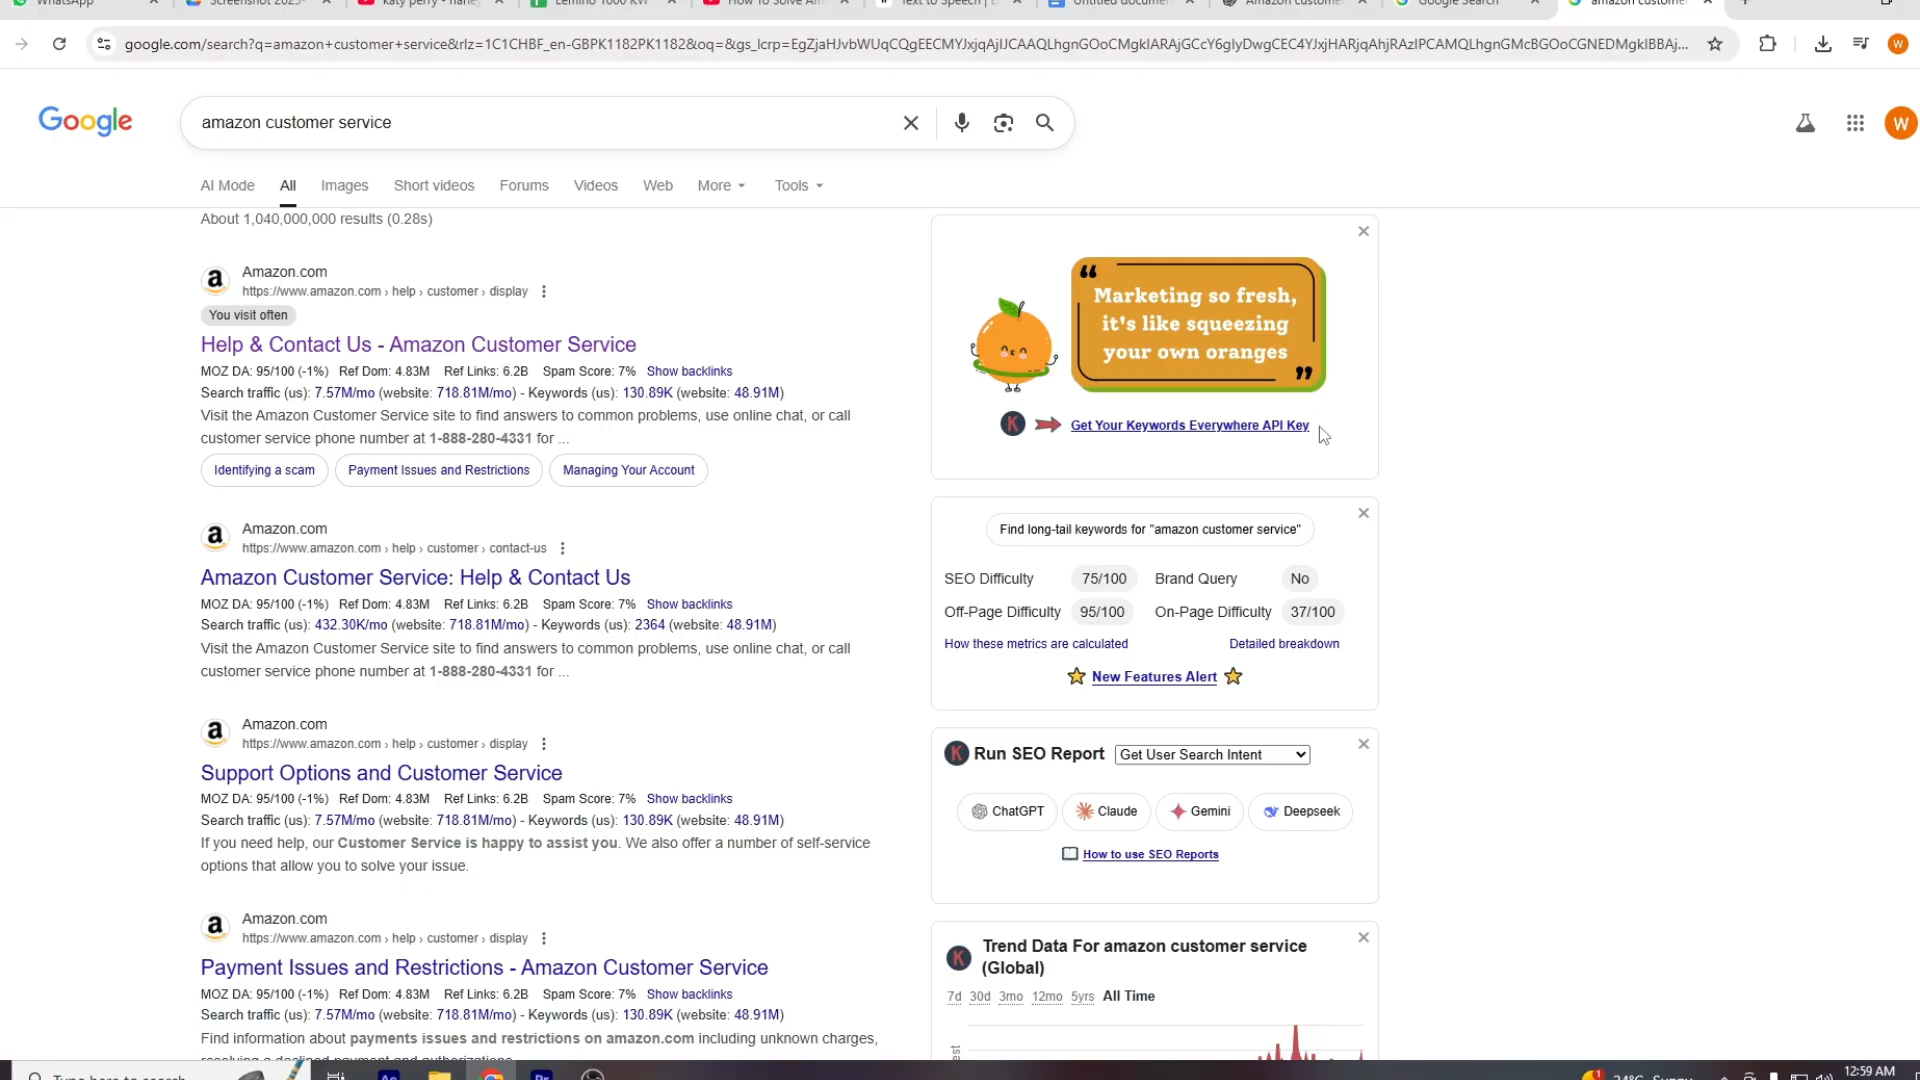 WhatsApp
Screenshot 2025-
Lemino 1000 KW
Text to Speech | E
Untitled documen
Amazon custome
Google Search
amazon custome
google.com/search?q=amazon+customer+service&rlz=1C1CHBF_en-GBPK1182PK1182&oq=&gs_lcrp=
Google
amazon customer service
W
W
AI Mode All Images Short videos Forums Videos Web More Tools
About 1,040,000,000 results (0.28s)
a Amazon.com
https://www.amazon.com › help › customer › display
You visit often
Help & Contact Us - Amazon Customer Service
MOZ DA: 95/100 (-1%) Ref Dom: 4.83M Ref Links: 6.2B Spam Score: 7% Show backlinks
Search traffic (us): 7.57M/mo (website: 718.81M/mo) - Keywords (us): 130.89K (website: 48.91M)
Visit the Amazon Customer Service site to find answers to common problems, use online chat, or call
customer service phone number at 1-888-280-4331 for ...
Identifying a scam Payment Issues and Restrictions Managing Your Account
a Amazon.com
https://www.amazon.com › help › customer › contact-us
Amazon Customer Service: Help & Contact Us
MOZ DA: 95/100 (-1%) Ref Dom: 4.83M Ref Links: 6.2B Spam Score: 7% Show backlinks
Search traffic (us): 432.30K/mo (website: 718.81M/mo) - Keywords (us): 2364 (website: 48.91M)
Visit the Amazon Customer Service site to find answers to common problems, use online chat, or call
customer service phone number at 1-888-280-4331 for ...
a Amazon.com
https://www.amazon.com › help › customer › display
Support Options and Customer Service
MOZ DA: 95/100 (-1%) Ref Dom: 4.83M Ref Links: 6.2B Spam Score: 7% Show backlinks
Search traffic (us): 7.57M/mo (website: 718.81M/mo) - Keywords (us): 130.89K (website: 48.91M)
If you need help, our Customer Service is happy to assist you. We also offer a number of self-service
options that allow you to solve your issue.
a Amazon.com
https://www.amazon.com › help › customer › display
Payment Issues and Restrictions - Amazon Customer Service
MOZ DA: 95/100 (-1%) Ref Dom: 4.83M Ref Links: 6.2B Spam Score: 7% Show backlinks
Search traffic (us): 7.57M/mo (website: 718.81M/mo) - Keywords (us): 130.89K (website: 48.91M)
Find information about payments issues and restrictions on amazon.com including unknown charges,
“
Marketing so fresh,
it's like squeezing
your own oranges
”
K Get Your Keywords Everywhere API Key
Find long-tail keywords for "amazon customer service"
SEO Difficulty 75/100 Brand Query No
Off-Page Difficulty 95/100 On-Page Difficulty 37/100
How these metrics are calculated Detailed breakdown
New Features Alert
K Run SEO Report Get User Search Intent
ChatGPT Claude Gemini Deepseek
How to use SEO Reports
K Trend Data For amazon customer service
(Global)
7d 30d 3mo 12mo 5yrs All Time
Type here to search
1
12:59 AM